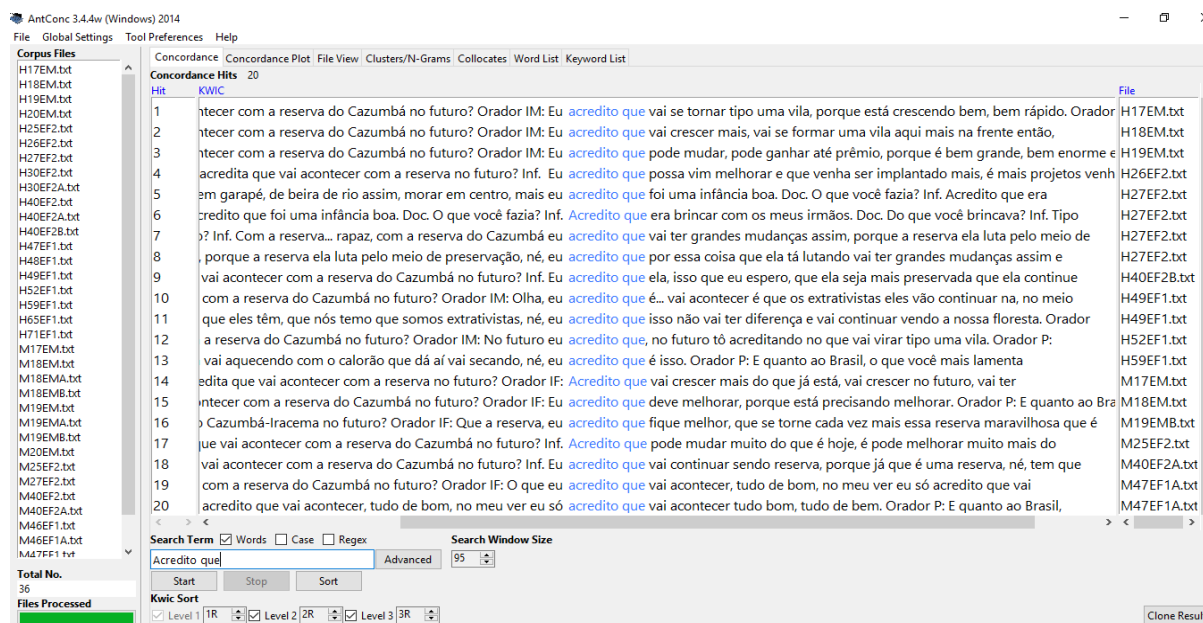 AntConc 3.4.4w (Windows) 2014
File Global Settings Tool Preferences Help
Corpus Files
H17EM.txt
H18EM.txt
H19EM.txt
H20EM.txt
H25EF2.txt
H26EF2.txt
H27EF2.txt
H30EF2.txt
H30EF2A.txt
H40EF2.txt
H40EF2A.txt
H40EF2B.txt
H47EF1.txt
H48EF1.txt
H49EF1.txt
H52EF1.txt
H59EF1.txt
H65EF1.txt
H71EF1.txt
M17EM.txt
M18EM.txt
M18EMA.txt
M18EMB.txt
M19EM.txt
M19EMA.txt
M19EMB.txt
M20EM.txt
M25EF2.txt
M27EF2.txt
M40EF2.txt
M40EF2A.txt
M46EF1.txt
M46EF1A.txt
M47EF1.txt
Total No.
36
Files Processed
Concordance Concordance Plot File View Clusters/N-Grams Collocates Word List Keyword List
Concordance Hits 20
Hit KWIC File
1 ntecer com a reserva do Cazumbá no futuro? Orador IM: Eu acredito que vai se tornar tipo uma vila, porque está crescendo bem, bem rápido. Orador H17EM.txt
2 ntecer com a reserva do Cazumbá no futuro? Orador IM: Eu acredito que vai crescer mais, vai se formar uma vila aqui mais na frente então, H18EM.txt
3 ntecer com a reserva do Cazumbá no futuro? Orador IM: Eu acredito que pode mudar, pode ganhar até prêmio, porque é bem grande, bem enorme e H19EM.txt
4 acredita que vai acontecer com a reserva no futuro? Inf. Eu acredito que possa vim melhorar e que venha ser implantado mais, é mais projetos venh H26EF2.txt
5 em garapé, de beira de rio assim, morar em centro, mais eu acredito que foi uma infância boa. Doc. O que você fazia? Inf. Acredito que era H27EF2.txt
6 credito que foi uma infância boa. Doc. O que você fazia? Inf. Acredito que era brincar com os meus irmãos. Doc. Do que você brincava? Inf. Tipo H27EF2.txt
7 o? Inf. Com a reserva... rapaz, com a reserva do Cazumbá eu acredito que vai ter grandes mudanças assim, porque a reserva ela luta pelo meio de H27EF2.txt
8 , porque a reserva ela luta pelo meio de preservação, né, eu acredito que por essa coisa que ela tá lutando vai ter grandes mudanças assim e H27EF2.txt
9 vai acontecer com a reserva do Cazumbá no futuro? Inf. Eu acredito que ela, isso que eu espero, que ela seja mais preservada que ela continue H40EF2B.txt
10 com a reserva do Cazumbá no futuro? Orador IM: Olha, eu acredito que é... vai acontecer é que os extrativistas eles vão continuar na, no meio H49EF1.txt
11 que eles têm, que nós temo que somos extrativistas, né, eu acredito que isso não vai ter diferença e vai continuar vendo a nossa floresta. Orador H49EF1.txt
12 a reserva do Cazumbá no futuro? Orador IM: No futuro eu acredito que, no futuro tô acreditando no que vai virar tipo uma vila. Orador P: H52EF1.txt
13 vai aquecendo com o calorão que dá aí vai secando, né, eu acredito que é isso. Orador P: E quanto ao Brasil, o que você mais lamenta H59EF1.txt
14 edita que vai acontecer com a reserva no futuro? Orador IF: Acredito que vai crescer mais do que já está, vai crescer no futuro, vai ter M17EM.txt
15 ontecer com a reserva do Cazumbá no futuro? Orador IF: Eu acredito que deve melhorar, porque está precisando melhorar. Orador P: E quanto ao Bra M18EM.txt
16 o Cazumbá-Iracema no futuro? Orador IF: Que a reserva, eu acredito que fique melhor, que se torne cada vez mais essa reserva maravilhosa que é M19EMB.txt
17 que vai acontecer com a reserva do Cazumbá no futuro? Inf. Acredito que pode mudar muito do que é hoje, é pode melhorar muito mais do M25EF2.txt
18 vai acontecer com a reserva do Cazumbá no futuro? Inf. Eu acredito que vai continuar sendo reserva, porque já que é uma reserva, né, tem que M40EF2A.txt
19 com a reserva do Cazumbá no futuro? Orador IF: O que eu acredito que vai acontecer, tudo de bom, no meu ver eu só acredito que vai M47EF1A.txt
20 acredito que vai acontecer, tudo de bom, no meu ver eu só acredito que vai acontecer tudo bom, tudo de bem. Orador P: E quanto ao Brasil, M47EF1A.txt
Search Term Words Case Regex Search Window Size
Acredito que Advanced 95
Start Stop Sort
Kwic Sort
Level 1 1R Level 2 2R Level 3 3R Clone Resul